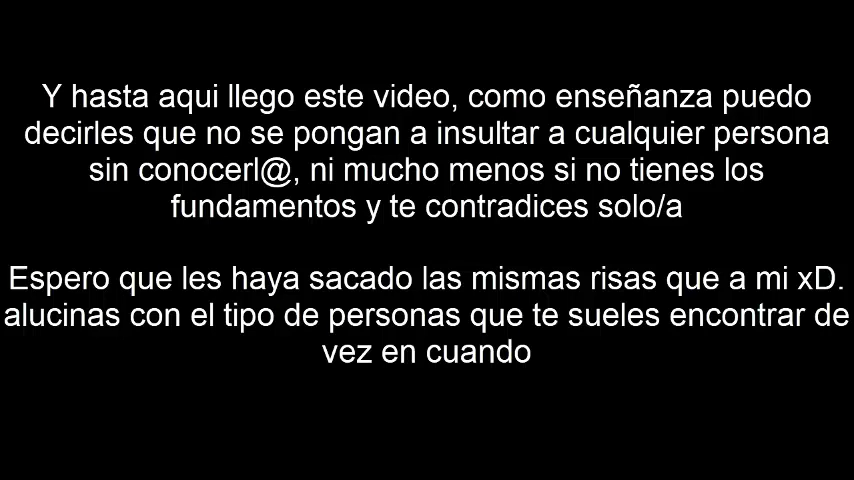 Y hasta aqui llego este video, como enseñanza puedo
decirles que no se pongan a insultar a cualquier persona
sin conocerl@, ni mucho menos si no tienes los
fundamentos y te contradices solo/a
Espero que les haya sacado las mismas risas que a mi xD.
alucinas con el tipo de personas que te sueles encontrar de
vez en cuando